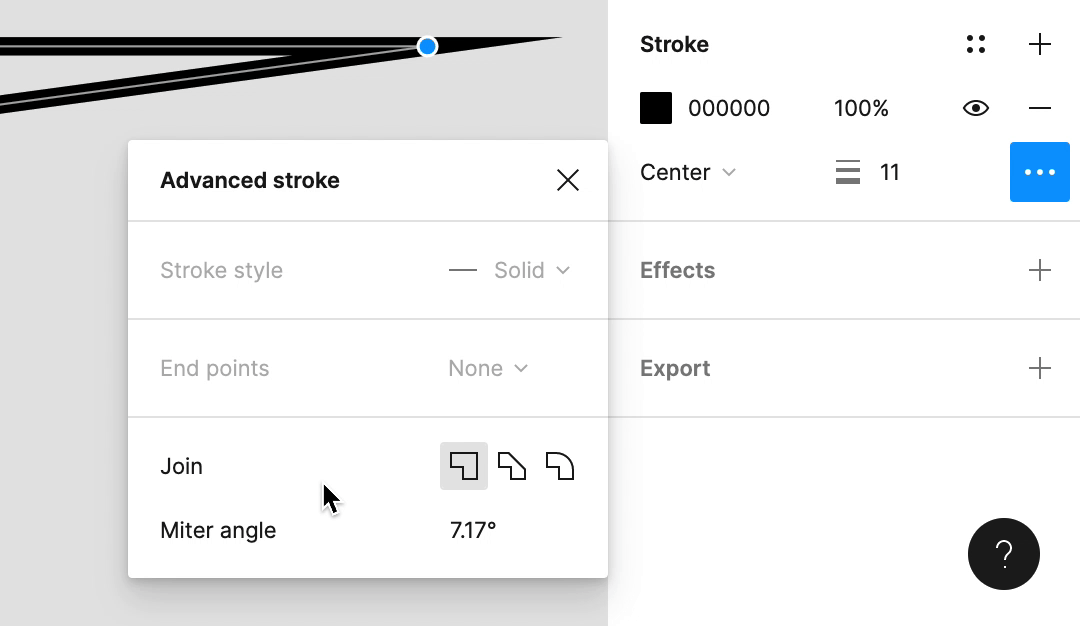 Stroke
000000 100%
Center 11
Advanced stroke
Stroke style Solid
End points None
Join
Miter angle 7.17°
Effects
Export
?